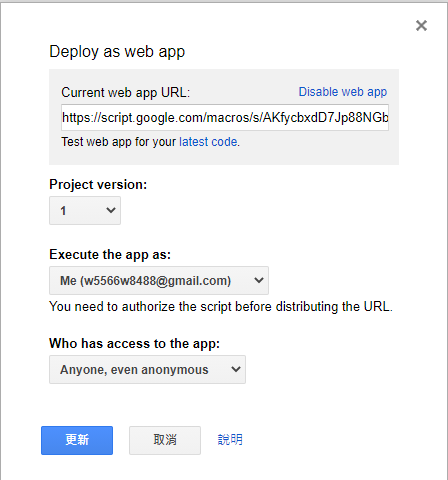 Deploy as web app
Current web app URL: Disable web app
https://script.google.com/macros/s/AKfycbxdD7Jp88NGb
Test web app for your latest code.
Project version:
1
Execute the app as:
Me (w5566w8488@gmail.com)
You need to authorize the script before distributing the URL.
Who has access to the app:
Anyone, even anonymous
更新 取消 說明